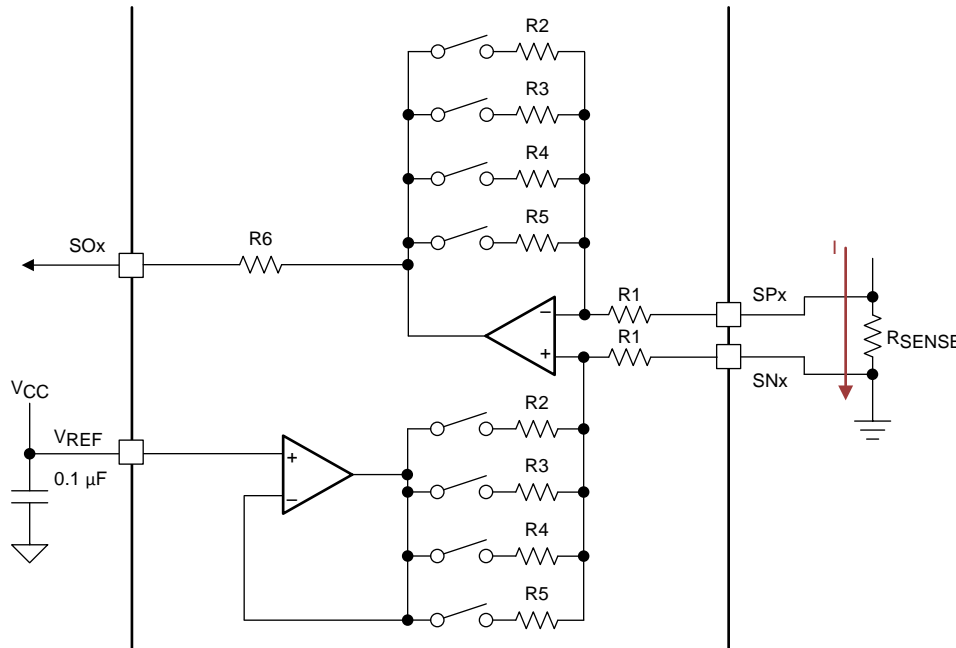 R2
R3
R4
R5
SOx
R6
I
R1
SPx
−
R1
RSENSE
+
SNx
VCC
VREF
R2
+
0.1 µF
R3
−
R4
R5